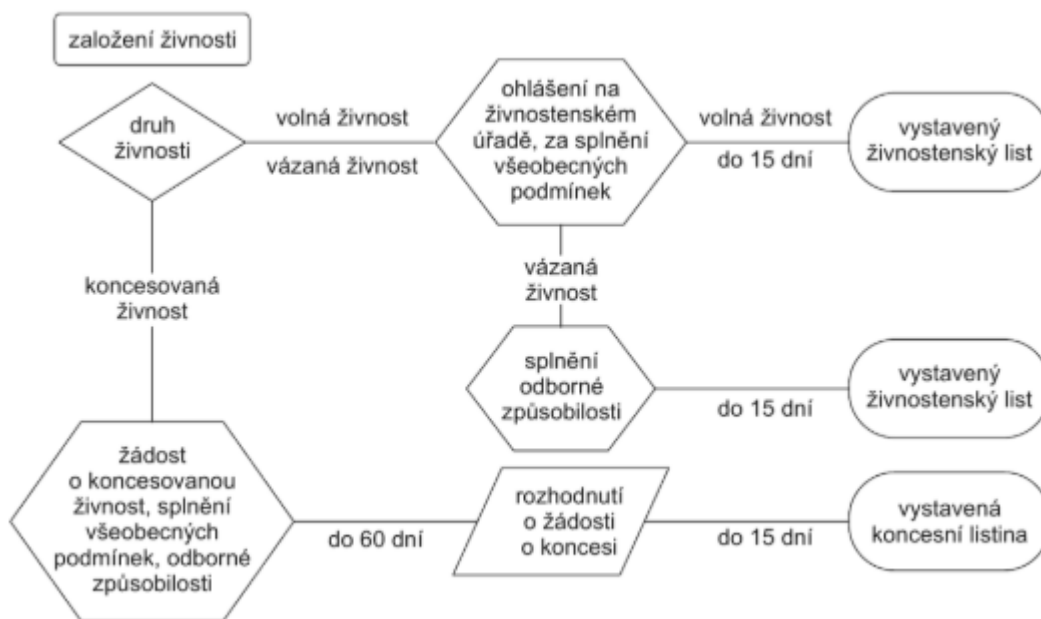 založení živnosti
druh
živnosti
volná živnost
vázaná živnost
ohlášení na
živnostenském
úřadě, za splnění
všeobecných
podmínek
volná živnost
do 15 dní
vystavený
živnostenský list
koncesovaná
živnost
vázaná
živnost
splnění
odborné
způsobilosti
do 15 dní
vystavený
živnostenský list
žádost
o koncesovanou
živnost, splnění
všeobecných
podmínek, odborné
způsobilosti
do 60 dní
rozhodnutí
o žádosti
o koncesi
do 15 dní
vystavená
koncesní listina